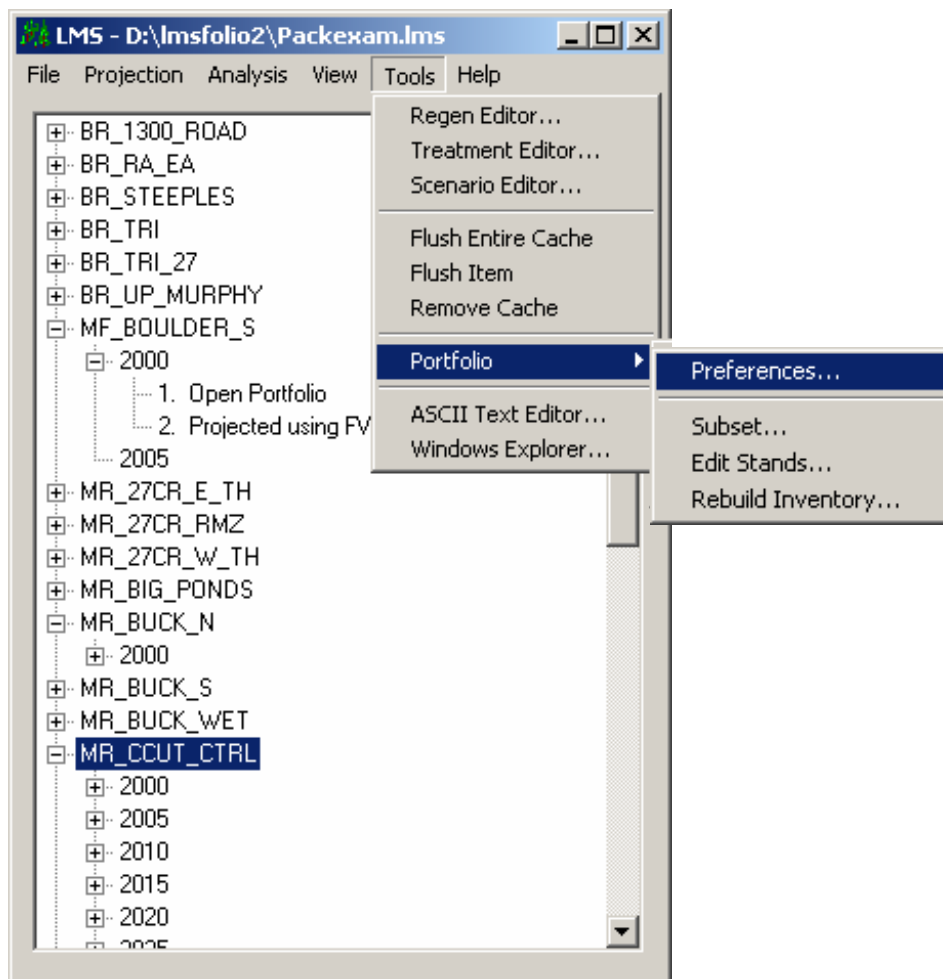 LMS - D:\lmsfolio2\Packexam.lms
File Projection Analysis View Tools Help
BR_1300_ROAD
BR_RA_EA
BR_STEEPLES
BR_TRI
BR_TRI_27
BR_UP_MURPHY
MF_BOULDER_S
2000
1. Open Portfolio
2. Projected using FV
2005
MR_27CR_E_TH
MR_27CR_RMZ
MR_27CR_W_TH
MR_BIG_PONDS
MR_BUCK_N
2000
MR_BUCK_S
MR_BUCK_WET
MR_CCUT_CTRL
2000
2005
2010
2015
2020
2025
Regen Editor...
Treatment Editor...
Scenario Editor...
Flush Entire Cache
Flush Item
Remove Cache
Portfolio
ASCII Text Editor...
Windows Explorer...
Preferences...
Subset...
Edit Stands...
Rebuild Inventory...